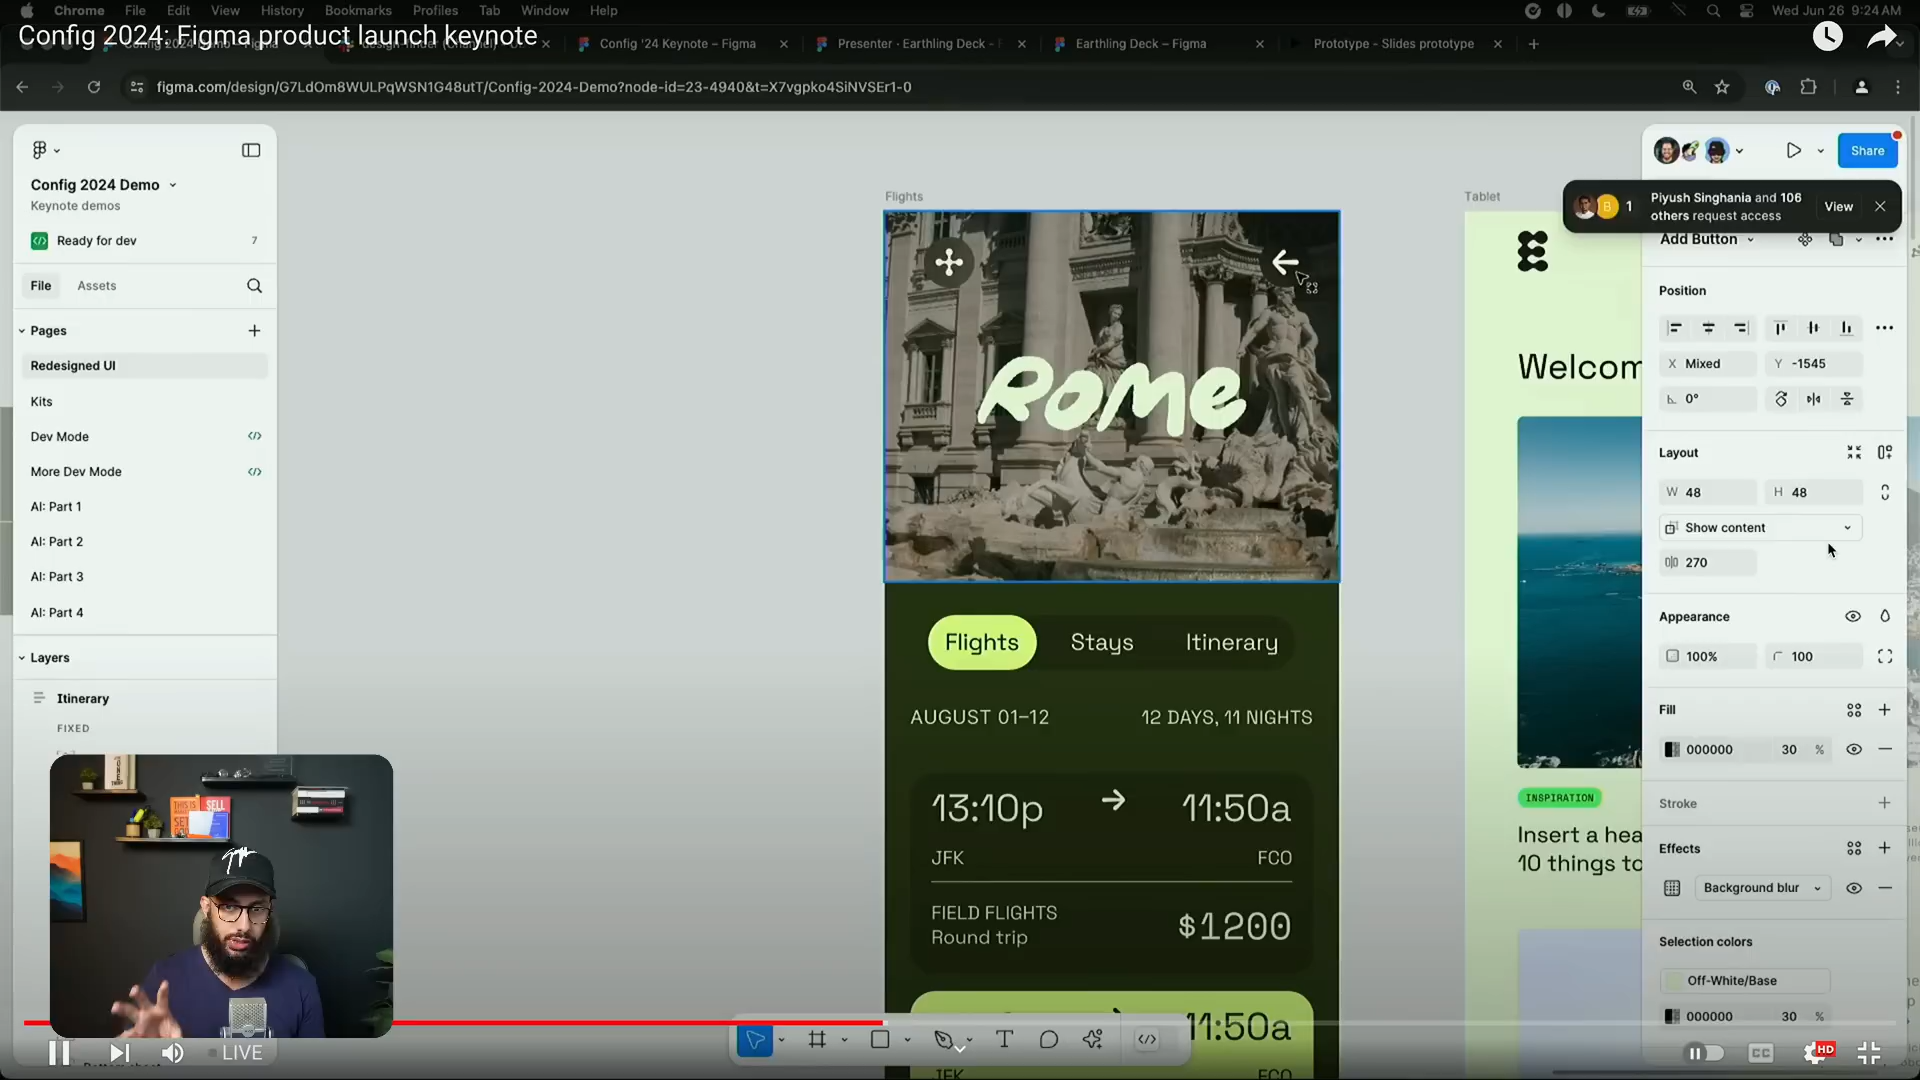 Chrome File Edit View History Bookmarks Profiles Tab Window Help
Wed Jun 26 9:24 AM
Config 2024: Figma product launch keynote
Config '24 Keynote – Figma
Presenter · Earthling Deck -
Earthling Deck – Figma
Prototype - Slides prototype
figma.com/design/G7LdOm8WULPqWSN1G48utT/Config-2024-Demo?node-id=23-4940&t=X7vgpko4SiNVSEr1-0
Config 2024 Demo
Keynote demos
Ready for dev 7
File Assets
Pages
Redesigned UI
Kits
Dev Mode
More Dev Mode
AI: Part 1
AI: Part 2
AI: Part 3
AI: Part 4
Layers
Itinerary
FIXED
THIS IS
SELL
LIVE
Flights
Rome
Flights Stays Itinerary
AUGUST 01–12 12 DAYS, 11 NIGHTS
13:10p 11:50a
JFK FCO
FIELD FLIGHTS
Round trip
$1200
11:50a
JFK FCO
Tablet
Welcom
INSPIRATION
Insert a hea
10 things to
Share
B 1
Piyush Singhania and 106
others request access
View
Add Button
Position
X Mixed Y -1545
0°
Layout
W 48 H 48
Show content
270
Appearance
100% 100
Fill
000000 30 %
Stroke
Effects
Background blur
Selection colors
Off-White/Base
000000 30 %
CC
HD